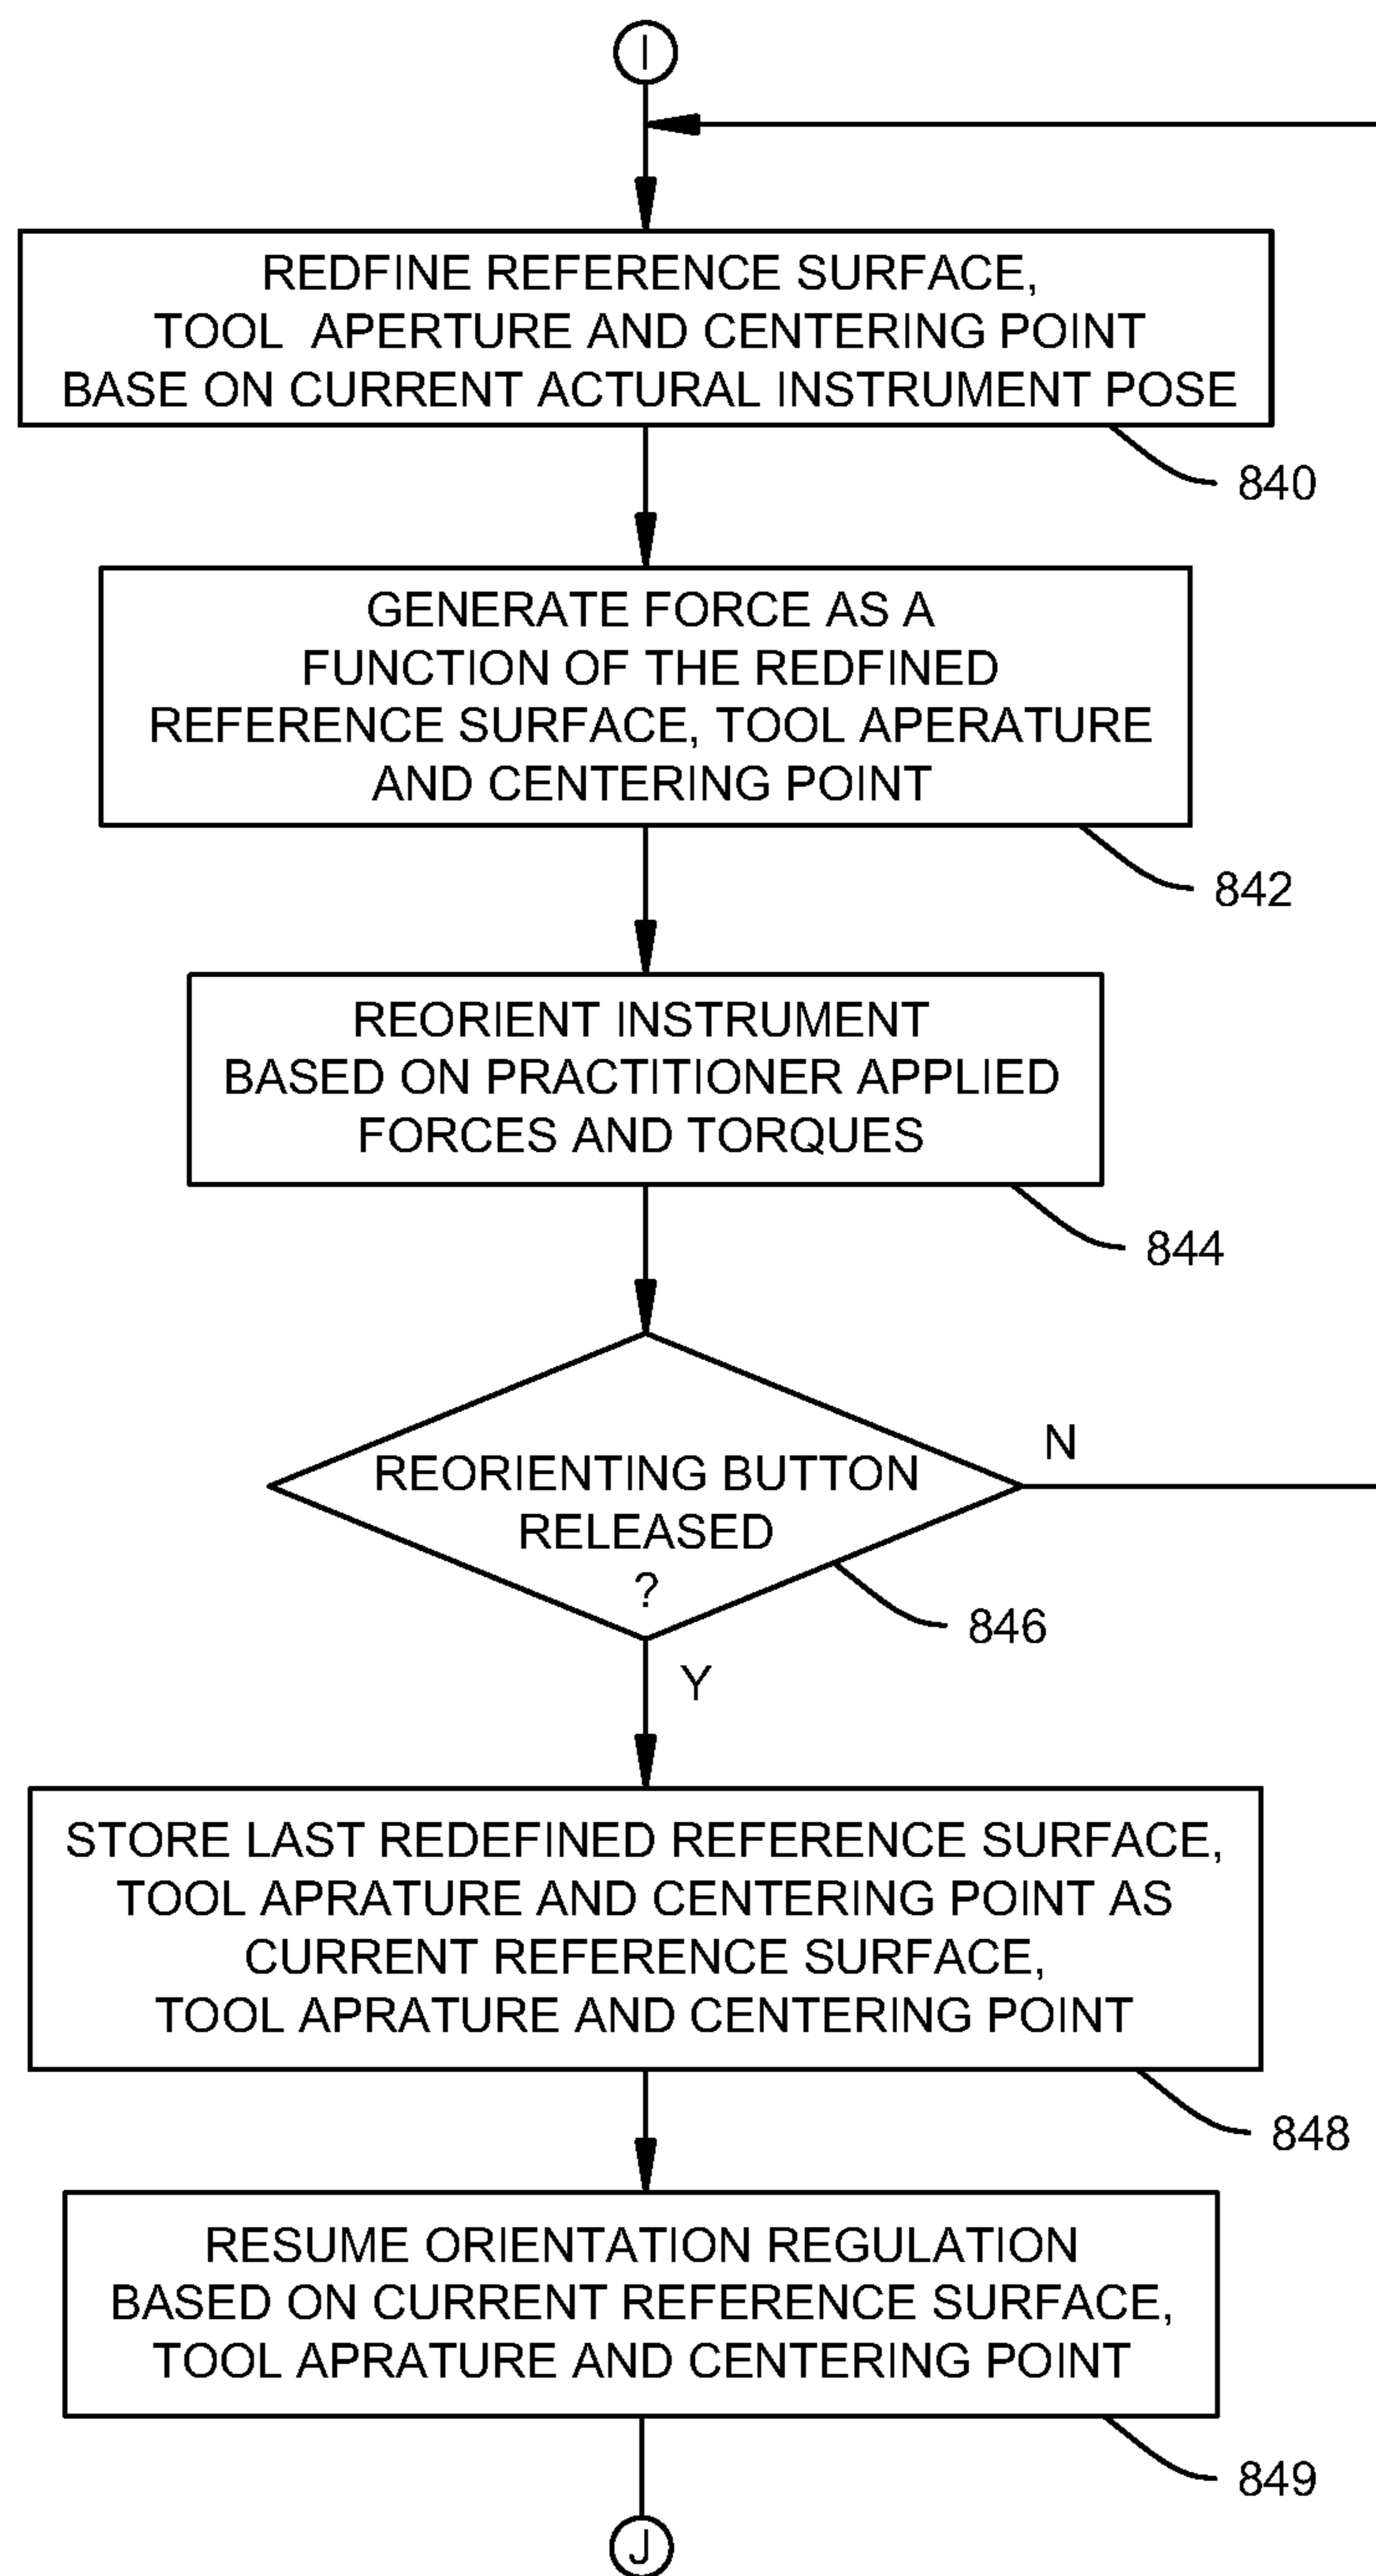 I
REDFINE REFERENCE SURFACE,
TOOL APERTURE AND CENTERING POINT
BASE ON CURRENT ACTURAL INSTRUMENT POSE
840
GENERATE FORCE AS A
FUNCTION OF THE REDFINED
REFERENCE SURFACE, TOOL APERATURE
AND CENTERING POINT
842
REORIENT INSTRUMENT
BASED ON PRACTITIONER APPLIED
FORCES AND TORQUES
844
N
REORIENTING BUTTON
RELEASED
?
846
Y
STORE LAST REDEFINED REFERENCE SURFACE,
TOOL APRATURE AND CENTERING POINT AS
CURRENT REFERENCE SURFACE,
TOOL APRATURE AND CENTERING POINT
848
RESUME ORIENTATION REGULATION
BASED ON CURRENT REFERENCE SURFACE,
TOOL APRATURE AND CENTERING POINT
849
J